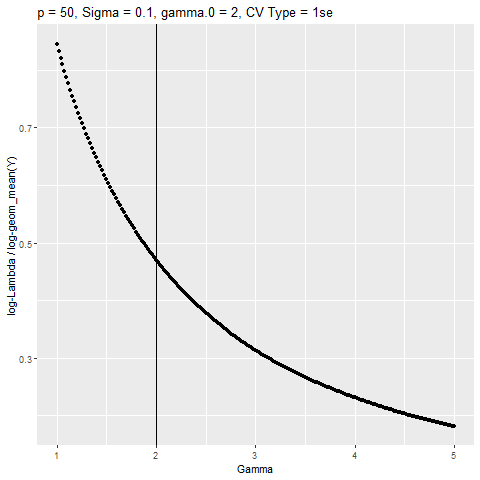 p = 50, Sigma = 0.1, gamma.0 = 2, CV Type = 1se
log-Lambda / log-geom_mean(Y)
0.7
0.5
0.3
1 2 3 4 5
Gamma